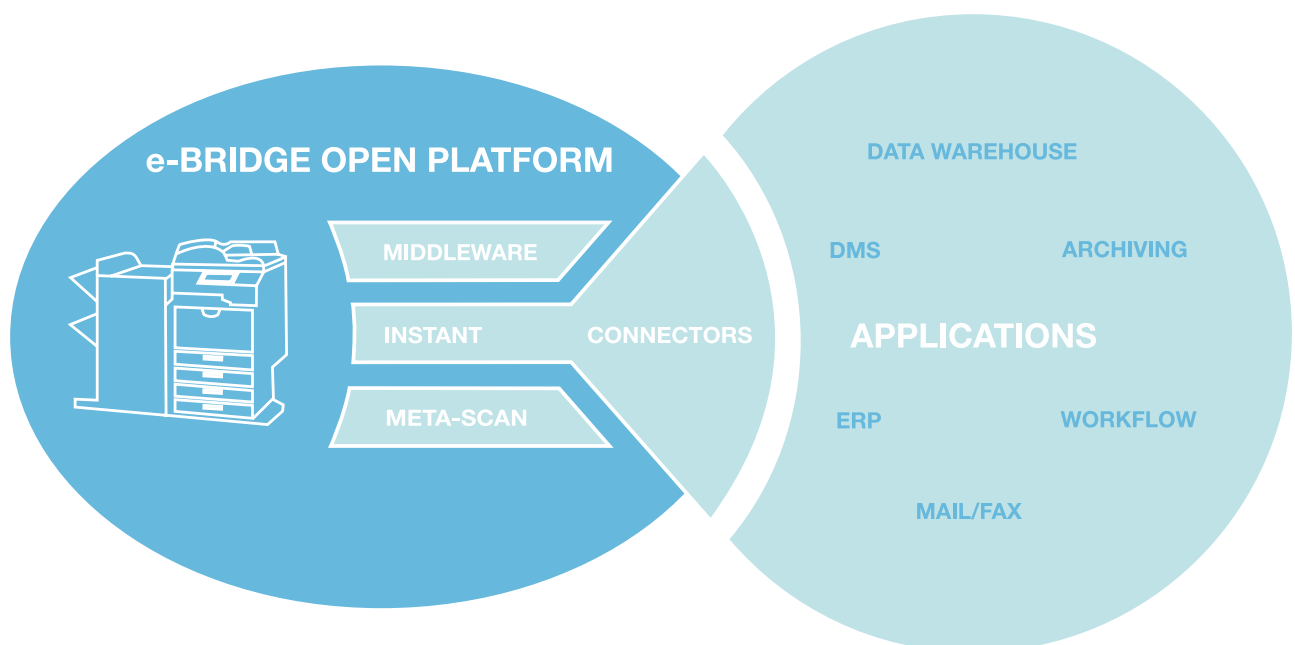 e-BRIDGE OPEN PLATFORM
MIDDLEWARE
INSTANT
CONNECTORS
META-SCAN
DATA WAREHOUSE
DMS
ARCHIVING
APPLICATIONS
ERP
WORKFLOW
MAIL/FAX